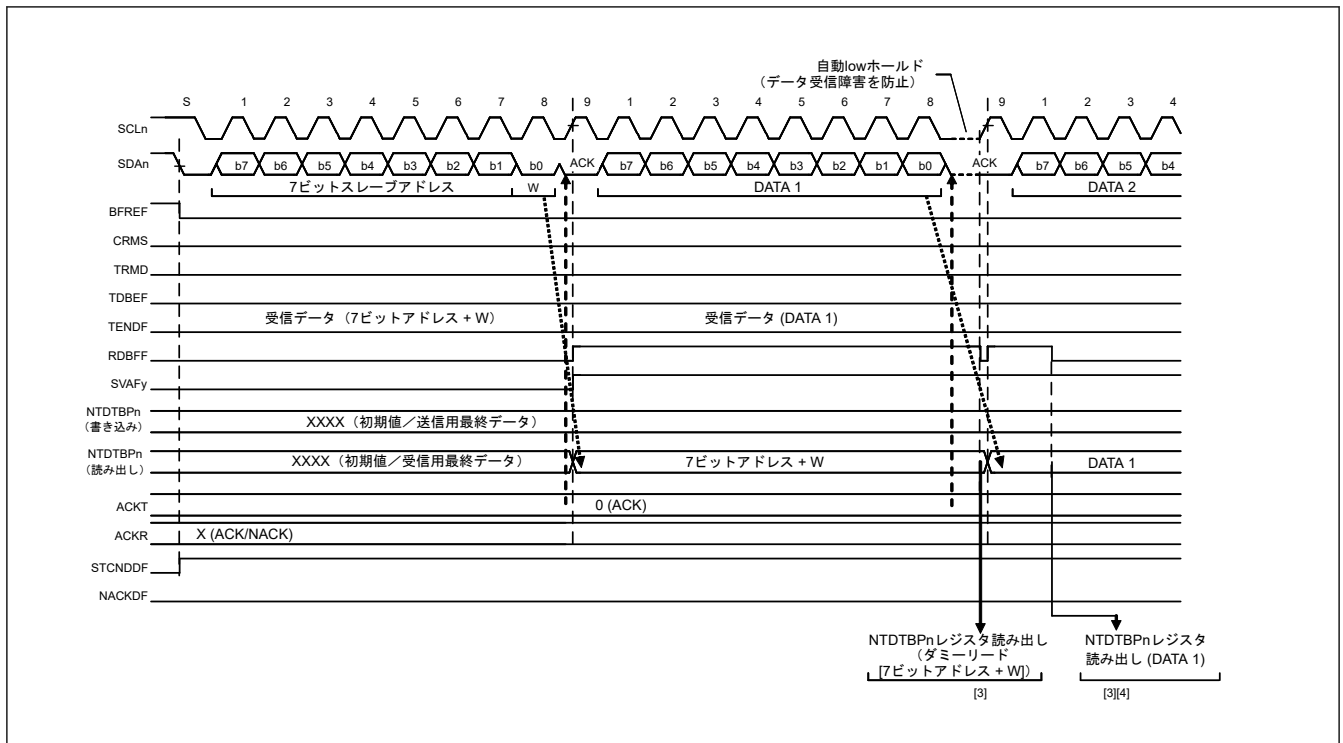 自動lowホールド
（データ受信障害を防止）
S 1 2 3 4 5 6 7 8 9 1 2 3 4 5 6 7 8 9 1 2 3 4
SCLn
SDAn b7 b6 b5 b4 b3 b2 b1 b0 ACK b7 b6 b5 b4 b3 b2 b1 b0 ACK b7 b6 b5 b4
7ビットスレーブアドレス W DATA 1 DATA 2
BFREF
CRMS
TRMD
TDBEF
受信データ（7ビットアドレス + W） 受信データ (DATA 1)
TENDF
RDBFF
SVAFy
NTDTBPn
（書き込み）
XXXX（初期値／送信用最終データ）
NTDTBPn
（読み出し）
XXXX（初期値／受信用最終データ） 7ビットアドレス + W DATA 1
ACKT 0 (ACK)
ACKR X (ACK/NACK)
STCNDDF
NACKDF
NTDTBPnレジスタ読み出し
（ダミーリード
[7ビットアドレス + W]）
[3]
NTDTBPnレジスタ
読み出し (DATA 1)
[3][4]